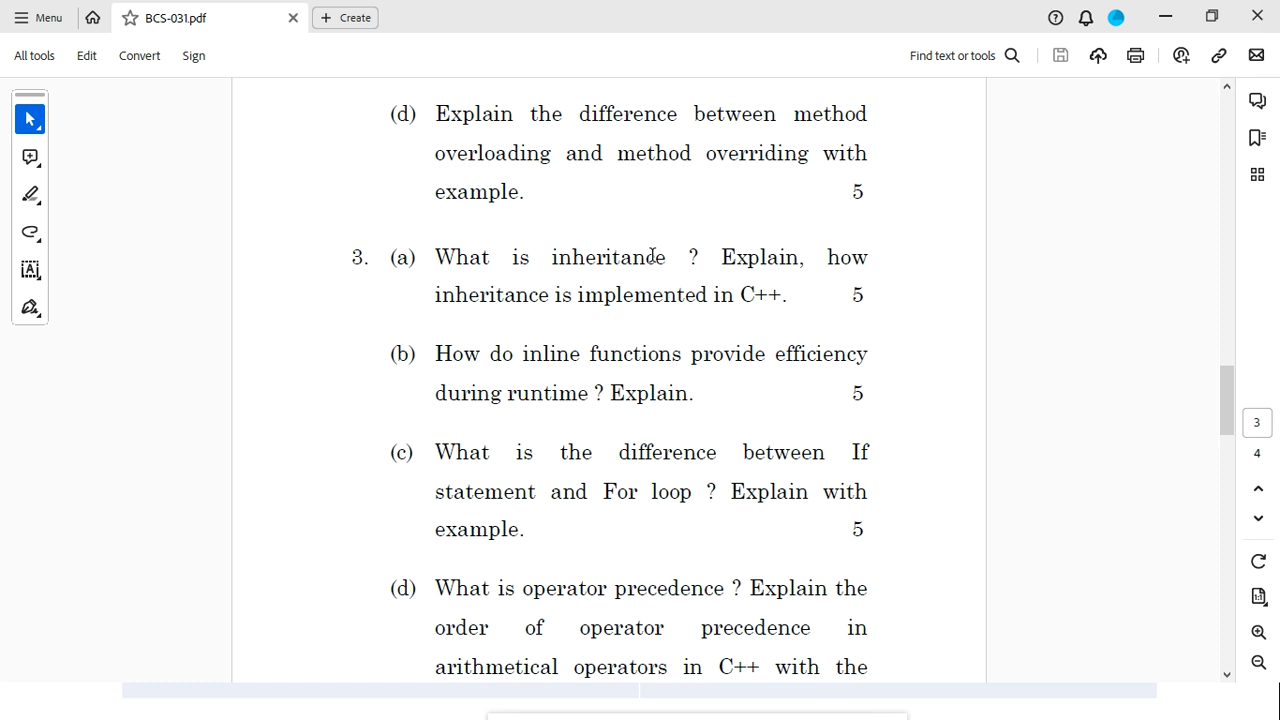 Menu
BCS-031.pdf
Create
All tools
Edit
Convert
Sign
Find text or tools
(d) Explain the difference between method
overloading and method overriding with
example. 5
3. (a) What is inheritance ? Explain, how
inheritance is implemented in C++. 5
(b) How do inline functions provide efficiency
during runtime ? Explain. 5
(c) What is the difference between If
statement and For loop ? Explain with
example. 5
(d) What is operator precedence ? Explain the
order of operator precedence in
arithmetical operators in C++ with the
3
4
1:1